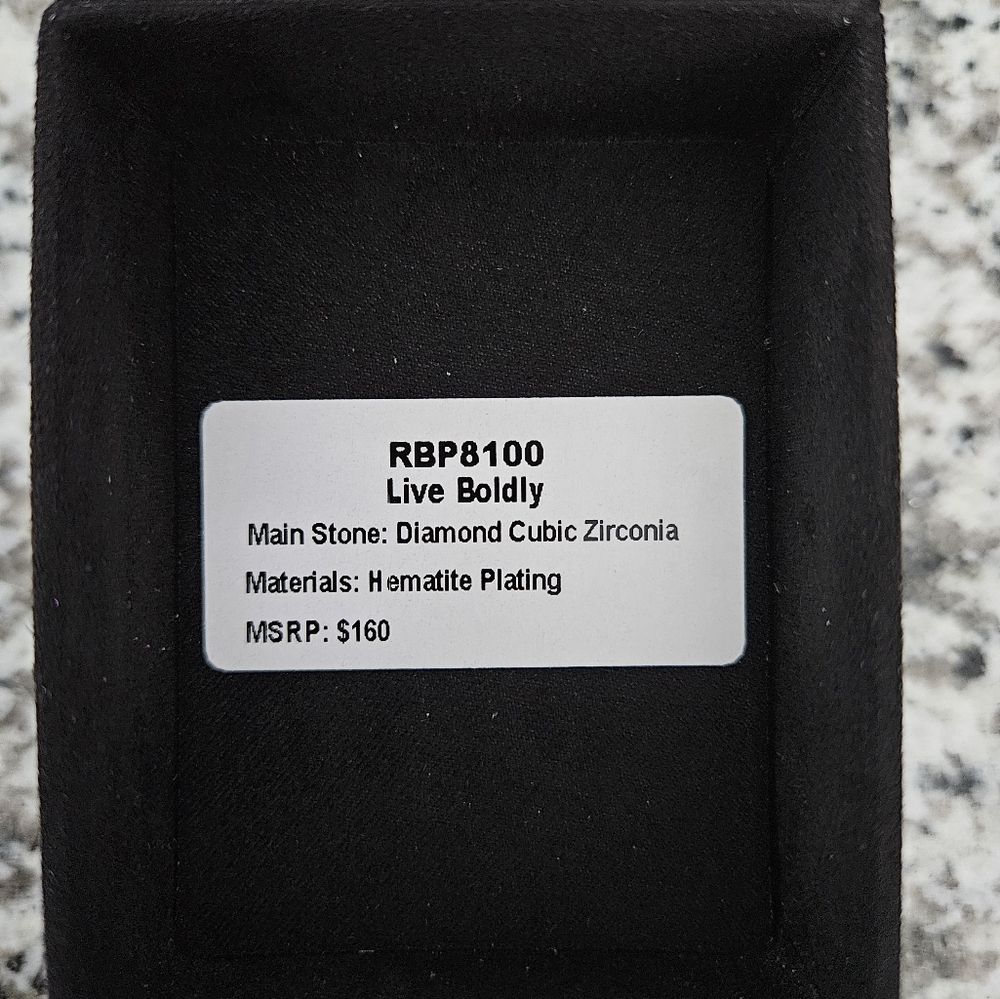 RBP8100
Live Boldly
Main Stone: Diamond Cubic Zirconia
Materials: Hematite Plating
MSRP: $160